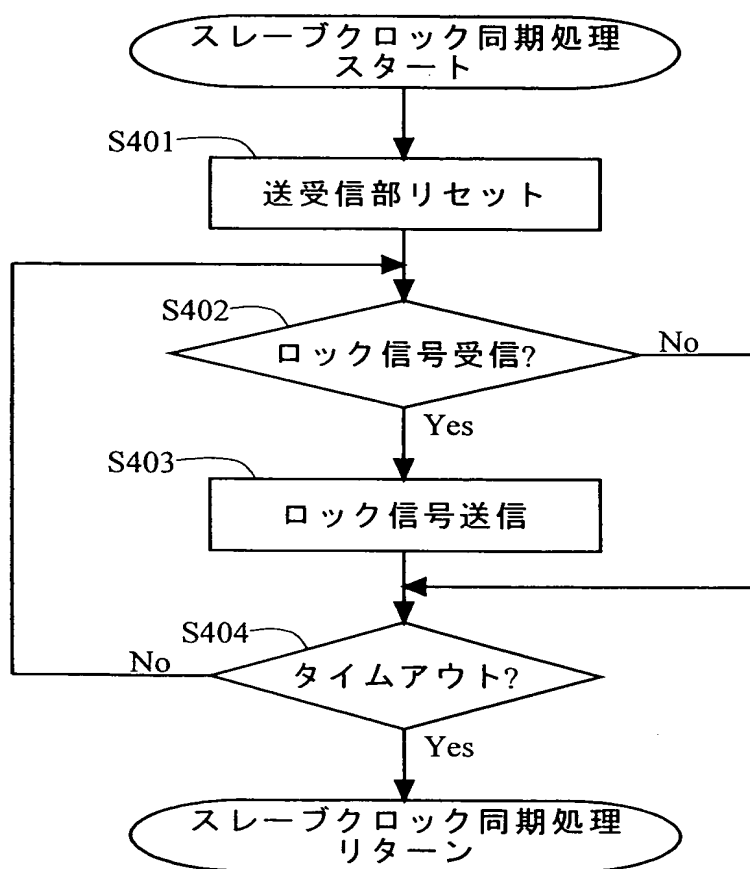 スレーブクロック同期処理
スタート
S401
送受信部リセット
S402
ロック信号受信?
No
Yes
S403
ロック信号送信
S404
No
タイムアウト?
Yes
スレーブクロック同期処理
リターン